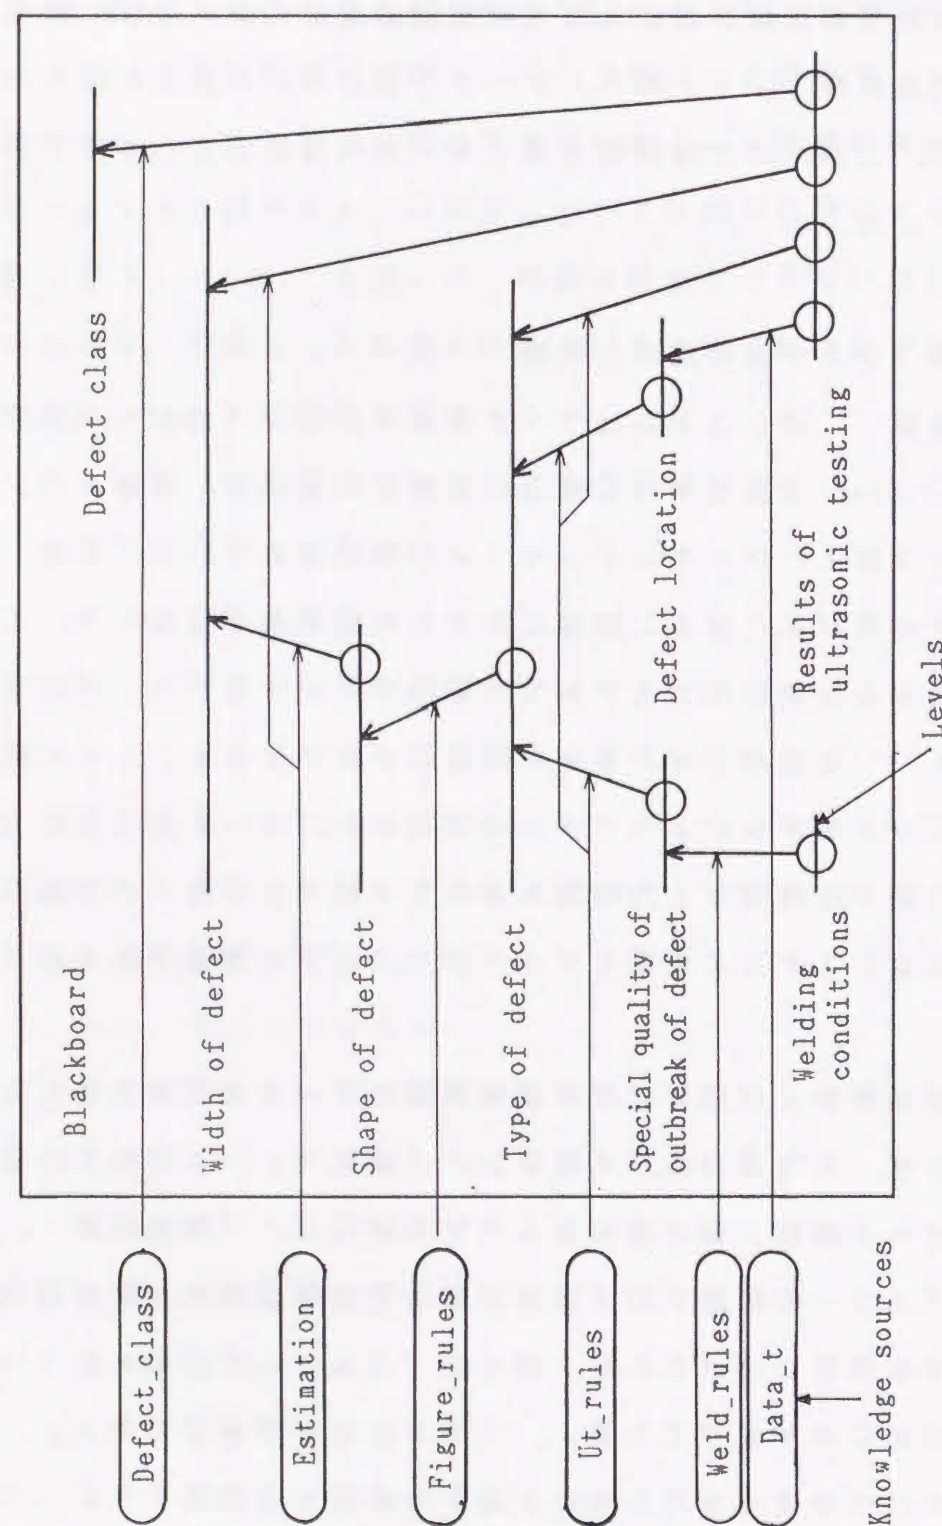 Blackboard
Defect_class
Defect class
Estimation
Width of defect
Figure_rules
Shape of defect
Ut_rules
Type of defect
Weld_rules
Special quality of
outbreak of defect
Defect location
Data_t
Welding
conditions
Results of
ultrasonic testing
Knowledge sources
Levels